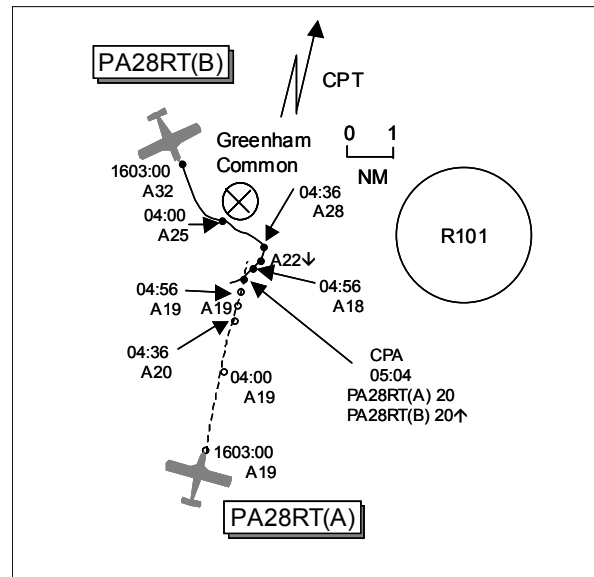 PA28RT(B)
CPT
Greenham
Common
0 1
NM
1603:00
A32
04:36
A28
04:00
A25
R101
A22↓
04:56
A19
A19
04:56
A18
04:36
A20
CPA
05:04
PA28RT(A) 20
PA28RT(B) 20↑
04:00
A19
1603:00
A19
PA28RT(A)